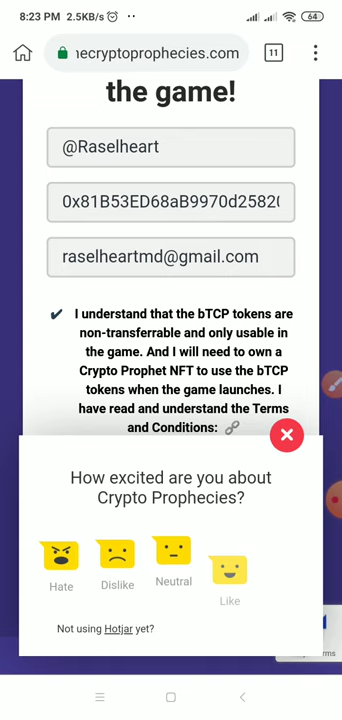 8:23 PM 2.5KB/s
64
necryptoprophecies.com
11
the game!
@Raselheart
0x81B53ED68aB9970d2582
raselheartmd@gmail.com
I understand that the bTCP tokens are
non-transferrable and only usable in
the game. And I will need to own a
Crypto Prophet NFT to use the bTCP
tokens when the game launches. I
have read and understand the Terms
and Conditions:
How excited are you about
Crypto Prophecies?
Hate
Dislike
Neutral
Like
Not using Hotjar yet?